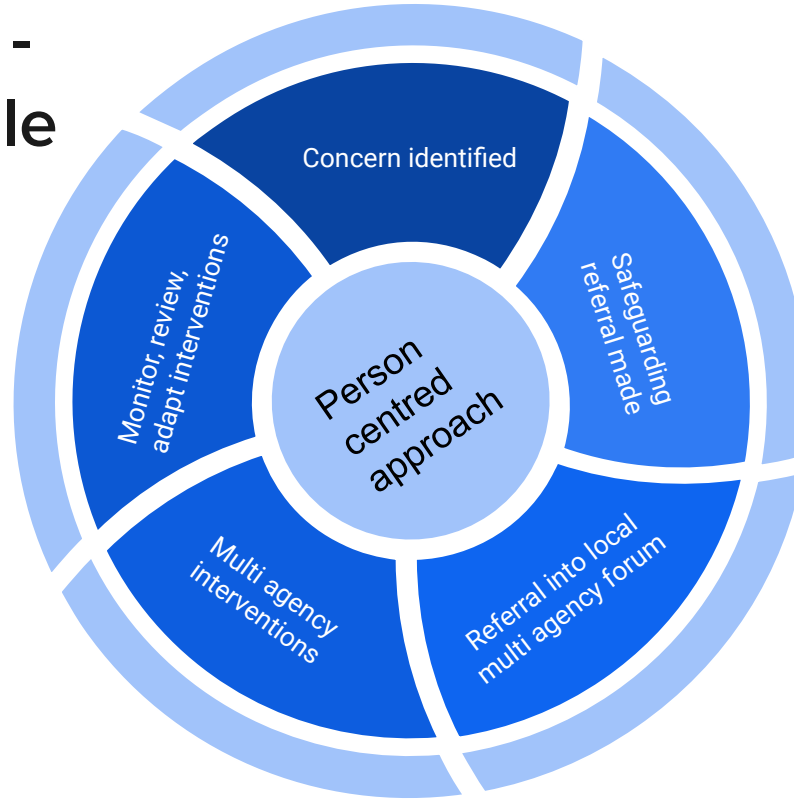 -
le
Concern identified
Safeguarding
referral made
Referral into local
multi agency forum
Multi agency
interventions
Monitor, review,
adapt interventions
Person
centred
approach